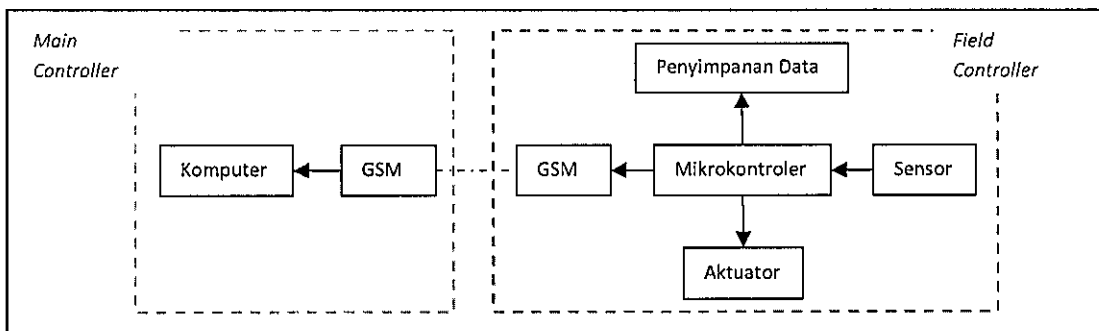 Main
Controller
Field
Controller
Penyimpanan Data
Komputer
GSM
GSM
Mikrokontroler
Sensor
Aktuator